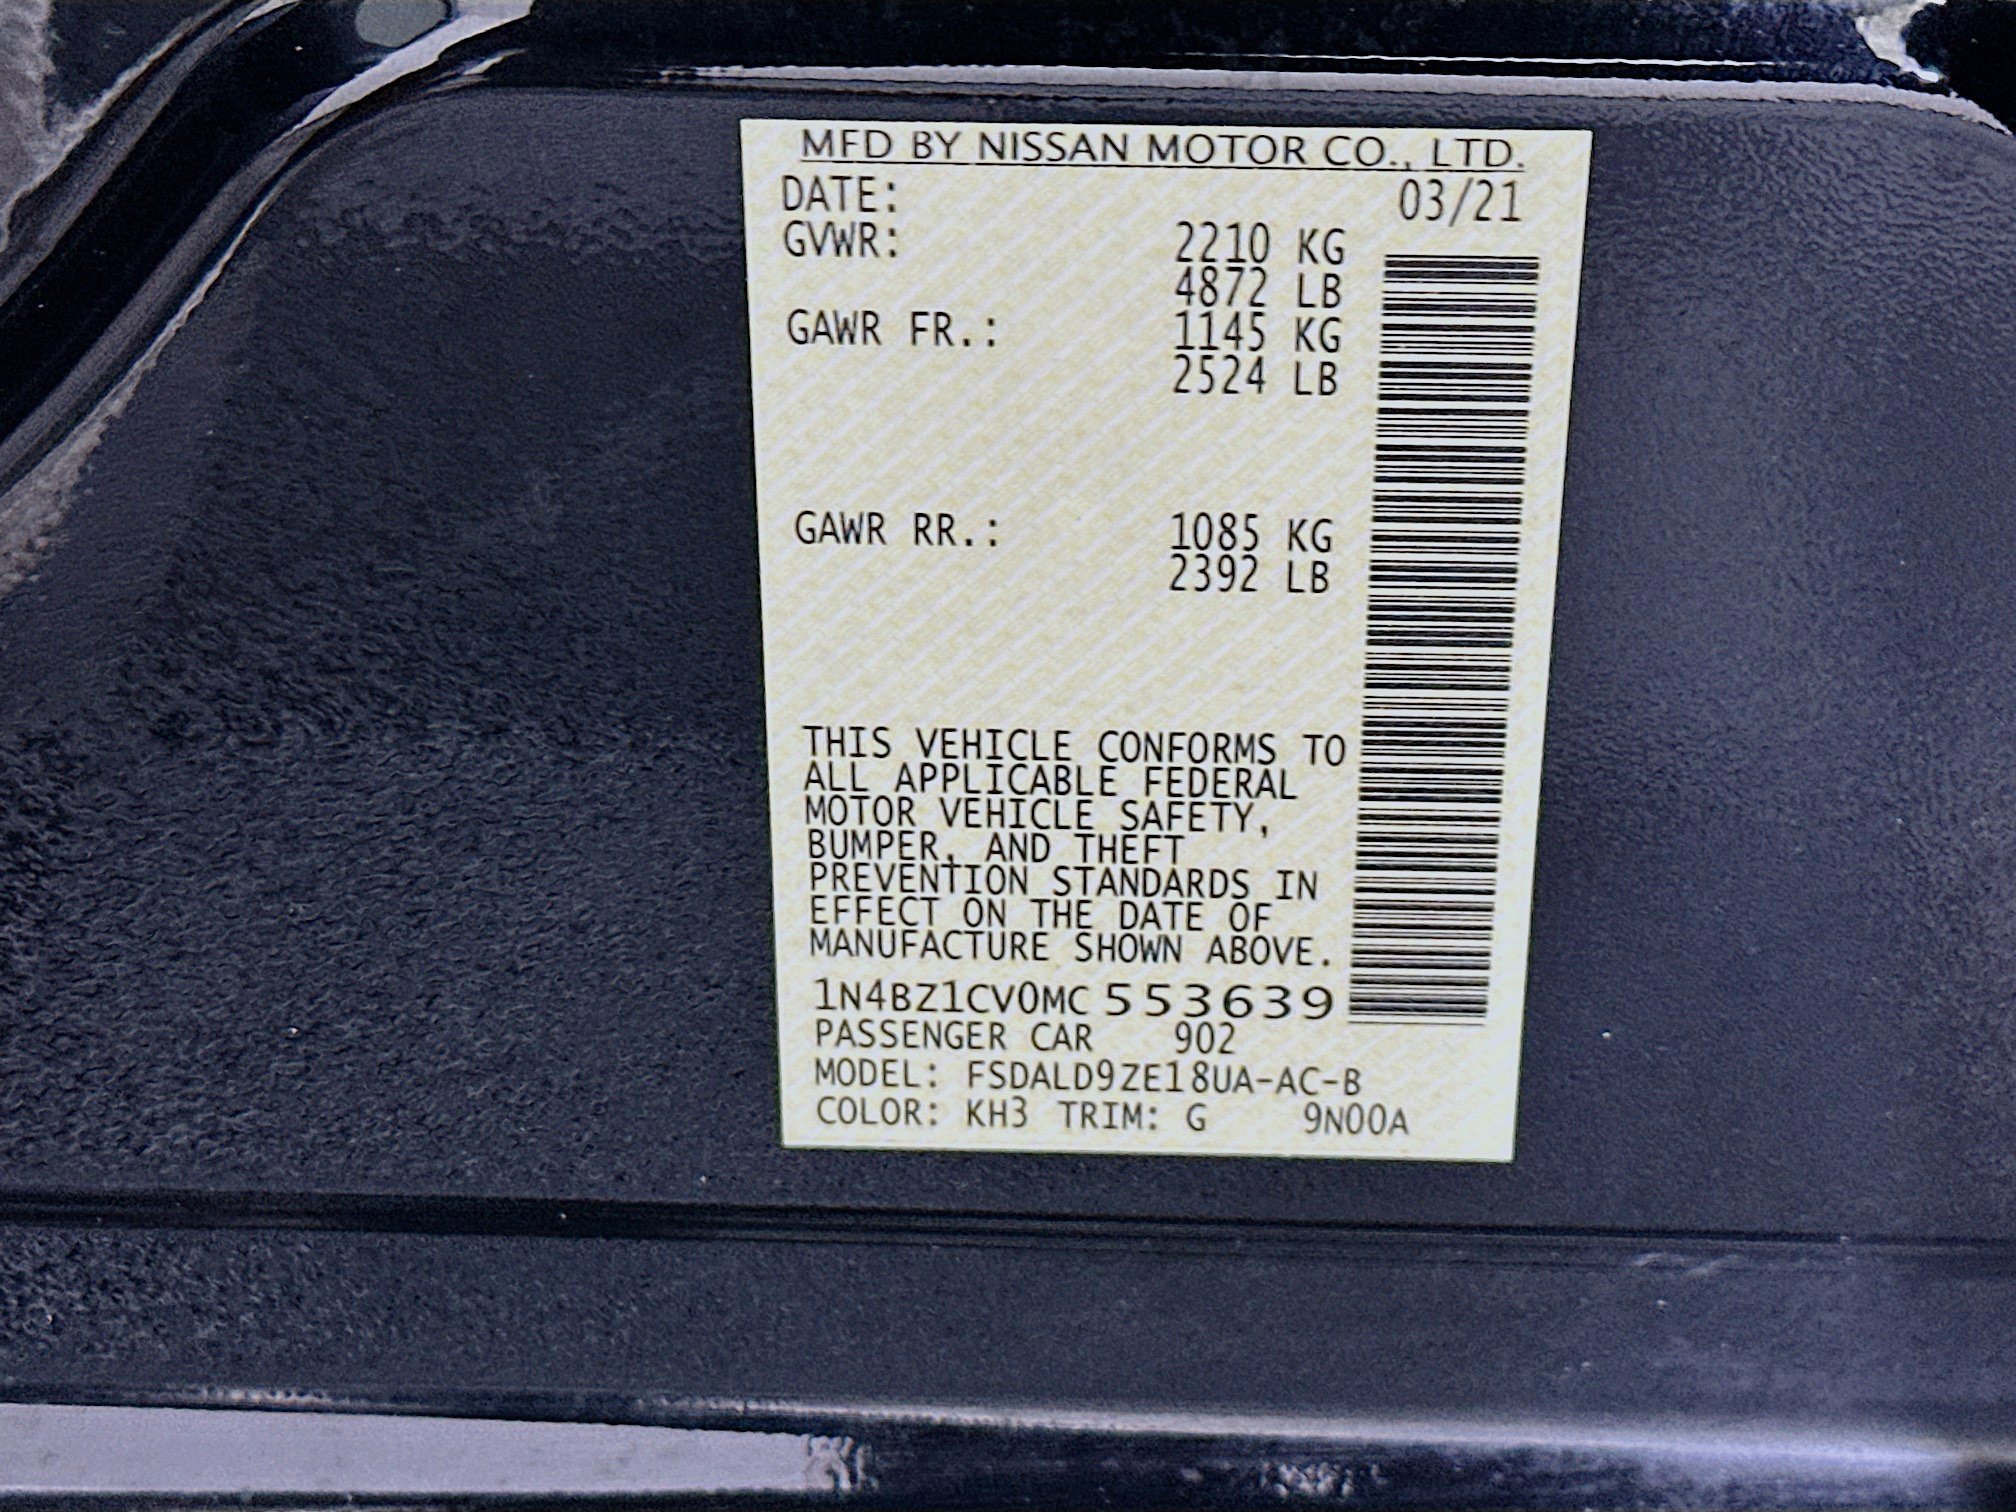 MFD BY NISSAN MOTOR CO., LTD.
DATE: 03/21
GVWR: 2210 KG
4872 LB
GAWR FR.: 1145 KG
2524 LB
GAWR RR.: 1085 KG
2392 LB
THIS VEHICLE CONFORMS TO
ALL APPLICABLE FEDERAL
MOTOR VEHICLE SAFETY,
BUMPER, AND THEFT
PREVENTION STANDARDS IN
EFFECT ON THE DATE OF
MANUFACTURE SHOWN ABOVE.
1N4BZ1CV0MC553639
PASSENGER CAR 902
MODEL: FSDALD9ZE18UA-AC-B
COLOR: KH3 TRIM: G 9N00A